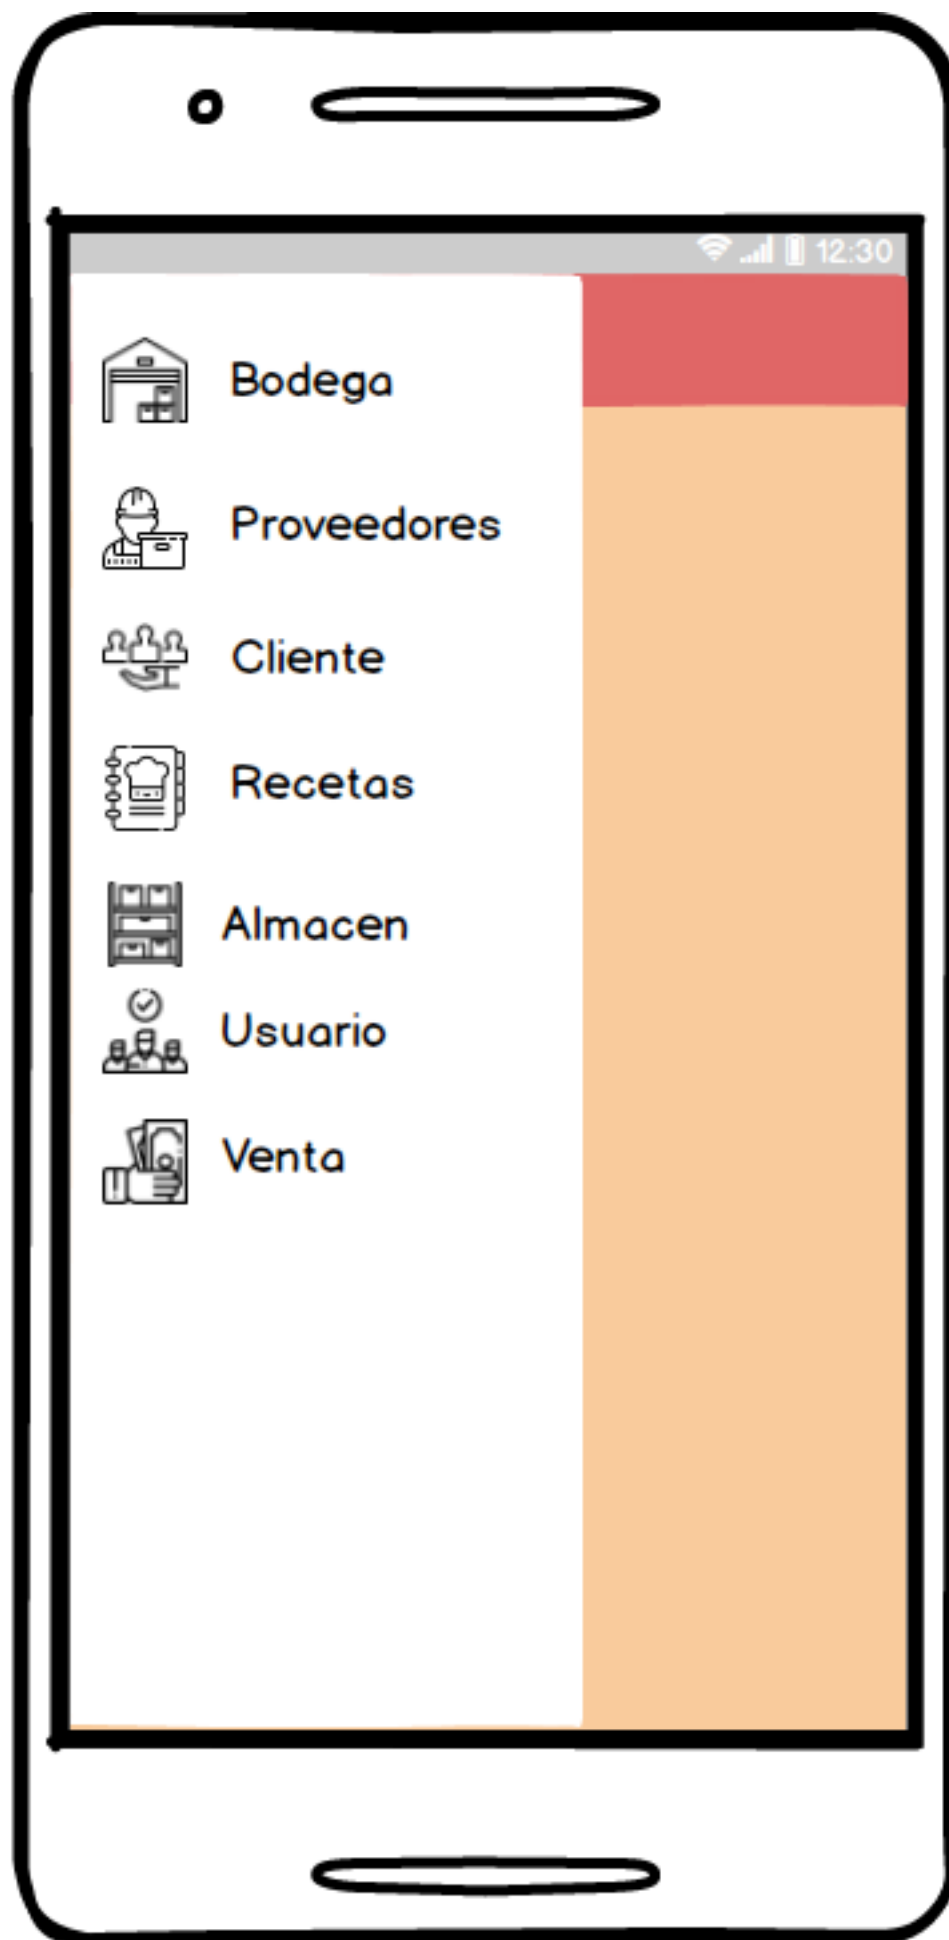 12:30
Bodega
Proveedores
Cliente
Recetas
Almacen
Usuario
Venta